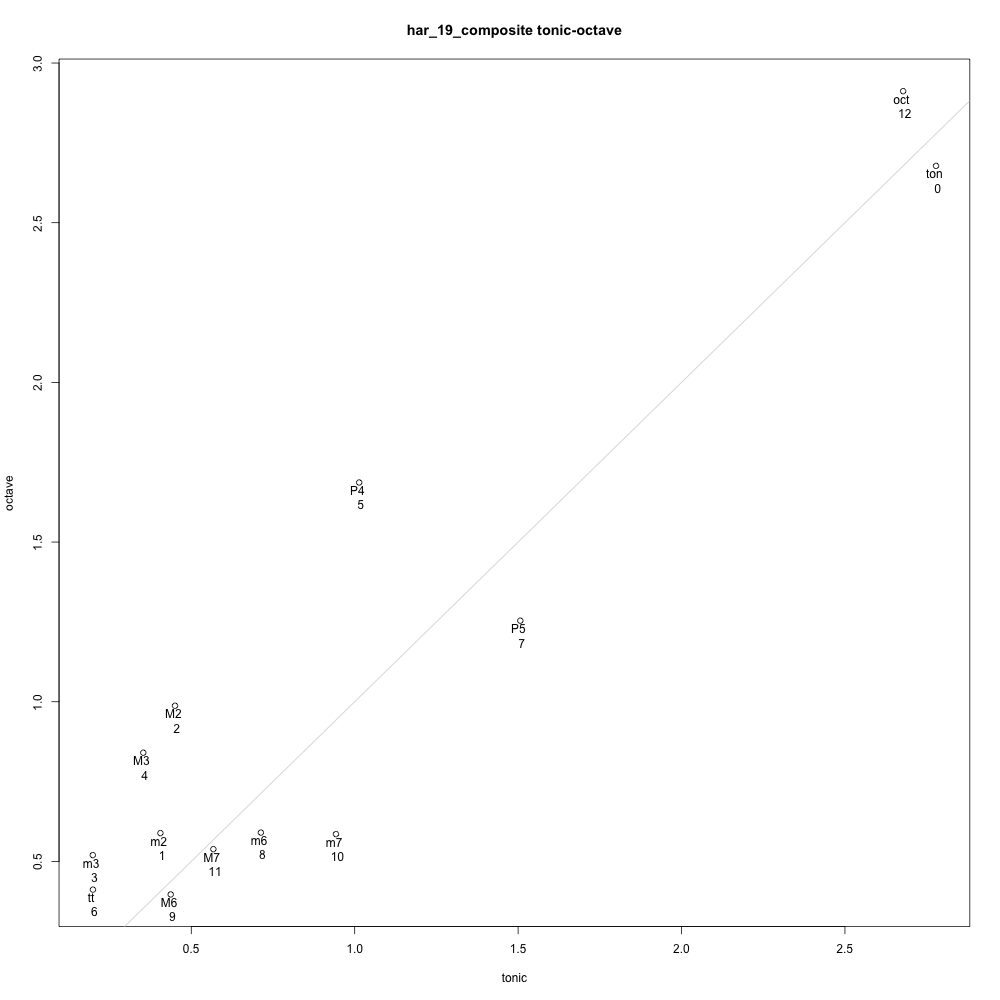 har_19_composite tonic-octave
3.0
2.5
2.0
1.5
1.0
0.5
octave
oct
12
ton
0
P4
5
P5
7
M2
2
M3
4
m2
1
m6
8
m7
10
M7
11
m3
3
tt
6
M6
9
0.5 1.0 1.5 2.0 2.5
tonic